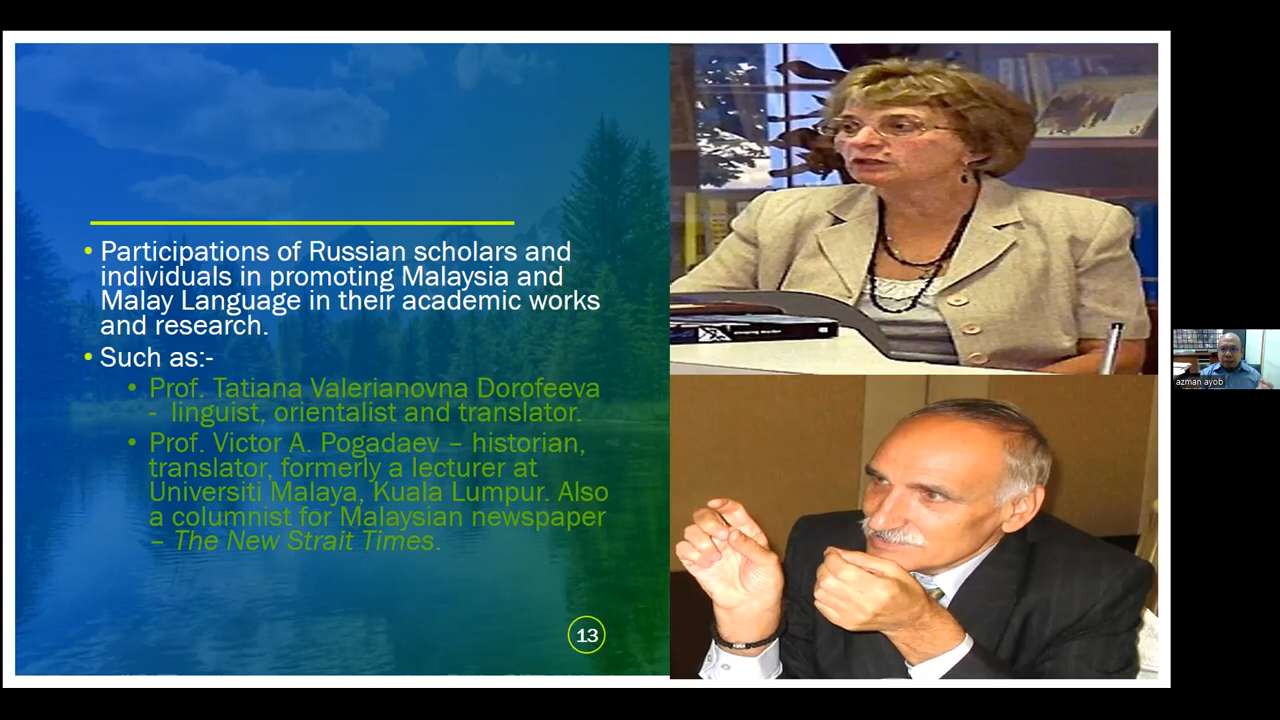 • Participations of Russian scholars and
individuals in promoting Malaysia and
Malay Language in their academic works
and research.
• Such as:-
• Prof. Tatiana Valerianovna Dorofeeva
- linguist, orientalist and translator.
• Prof. Victor A. Pogadaev – historian,
translator, formerly a lecturer at
Universiti Malaya, Kuala Lumpur. Also
a columnist for Malaysian newspaper
– The New Strait Times.
13
azman ayob